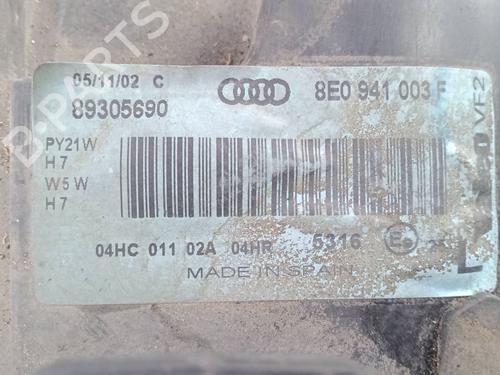 B-PARTS
05/11/02 C
8E0 941 003 F
89305690
PY21W
H7
W5W
H7
VF2
04HC 011 02A 04HR 5316
MADE IN SPAIN